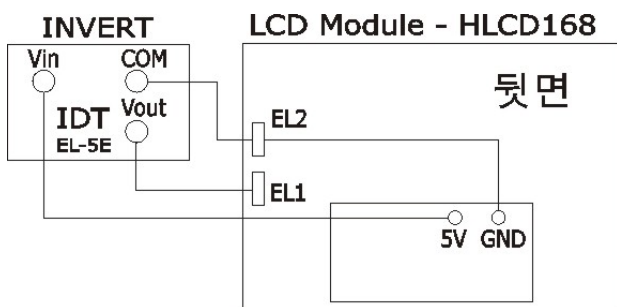 INVERT
LCD Module - HLCD168
Vin
COM
뒷면
IDT
Vout
EL-5E
EL2
EL1
5V
GND